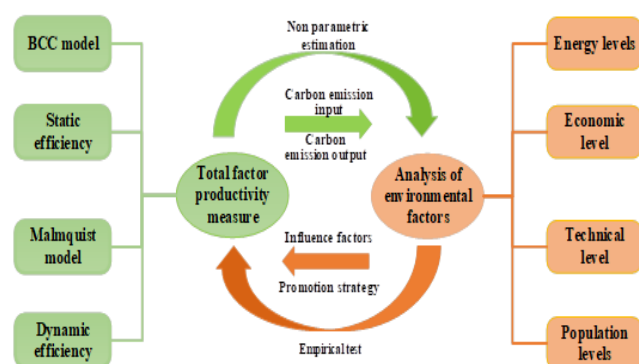 Non parametric
estimation
BCC model
Energy levels
Carbon emission
input
Static
efficiency
Economic
level
Carbon
emission output
Total factor
productivity
measure
Analysis of
environmental
factors
Malmquist
model
Influence factors
Technical
level
Promotion strategy
Dynamic
efficiency
Empirical test
Population
levels